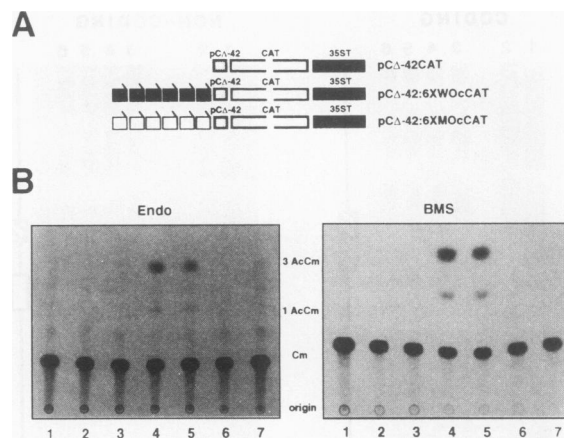 A
pCΔ-42 CAT 35ST
pCΔ-42CAT
pCΔ-42 CAT 35ST
pCΔ-42:6XWOcCAT
pCΔ-42 CAT 35ST
pCΔ-42:6XMOcCAT
B
Endo
BMS
3 AcCm
1 AcCm
Cm
origin
1 2 3 4 5 6 7
1 2 3 4 5 6 7